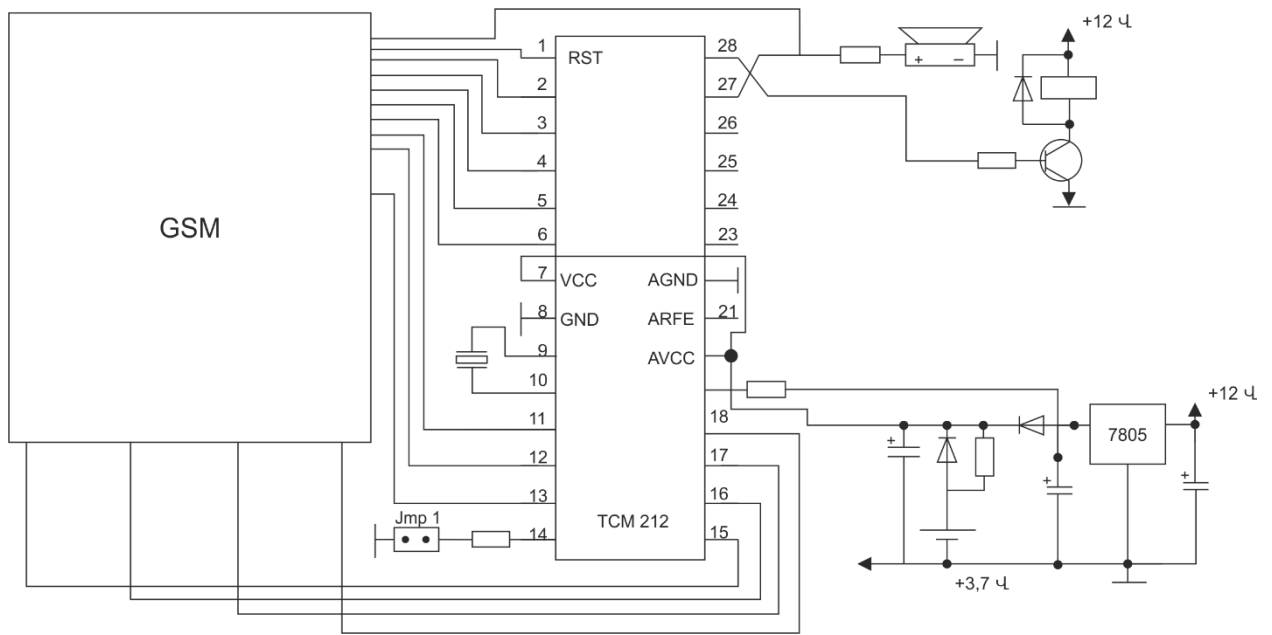 GSM
1
RST
2
3
4
5
6
7
VCC
8
GND
9
10
11
12
13
14
Jmp 1
28
27
26
25
24
23
AGND
ARFE
21
AVCC
18
17
16
15
TCM 212
+
−
+12 Վ
7805
+12 Վ
+
+
+
+3,7 Վ